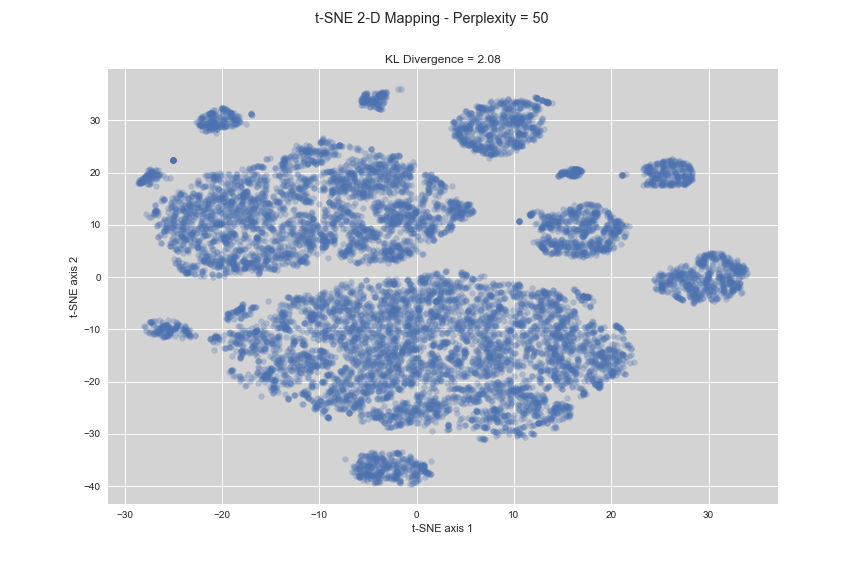 t-SNE 2-D Mapping - Perplexity = 50
KL Divergence = 2.08
30
20
10
0
−10
−20
−30
−40
t-SNE axis 2
−30 −20 −10 0 10 20 30
t-SNE axis 1